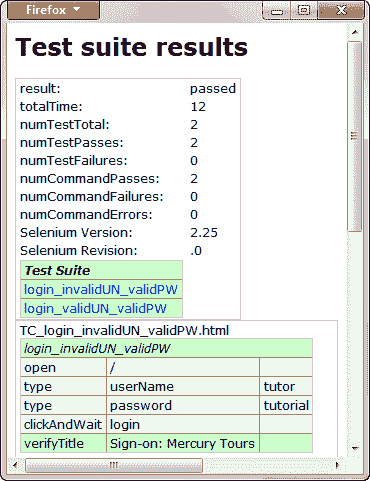 Firefox
Test suite results
result: passed
totalTime: 12
numTestTotal: 2
numTestPasses: 2
numTestFailures: 0
numCommandPasses: 2
numCommandFailures: 0
numCommandErrors: 0
Selenium Version: 2.25
Selenium Revision: .0
Test Suite
login_invalidUN_validPW
login_validUN_validPW
TC_login_invalidUN_validPW.html
login_invalidUN_validPW
open /
type userName tutor
type password tutorial
clickAndWait login
verifyTitle Sign-on: Mercury Tours